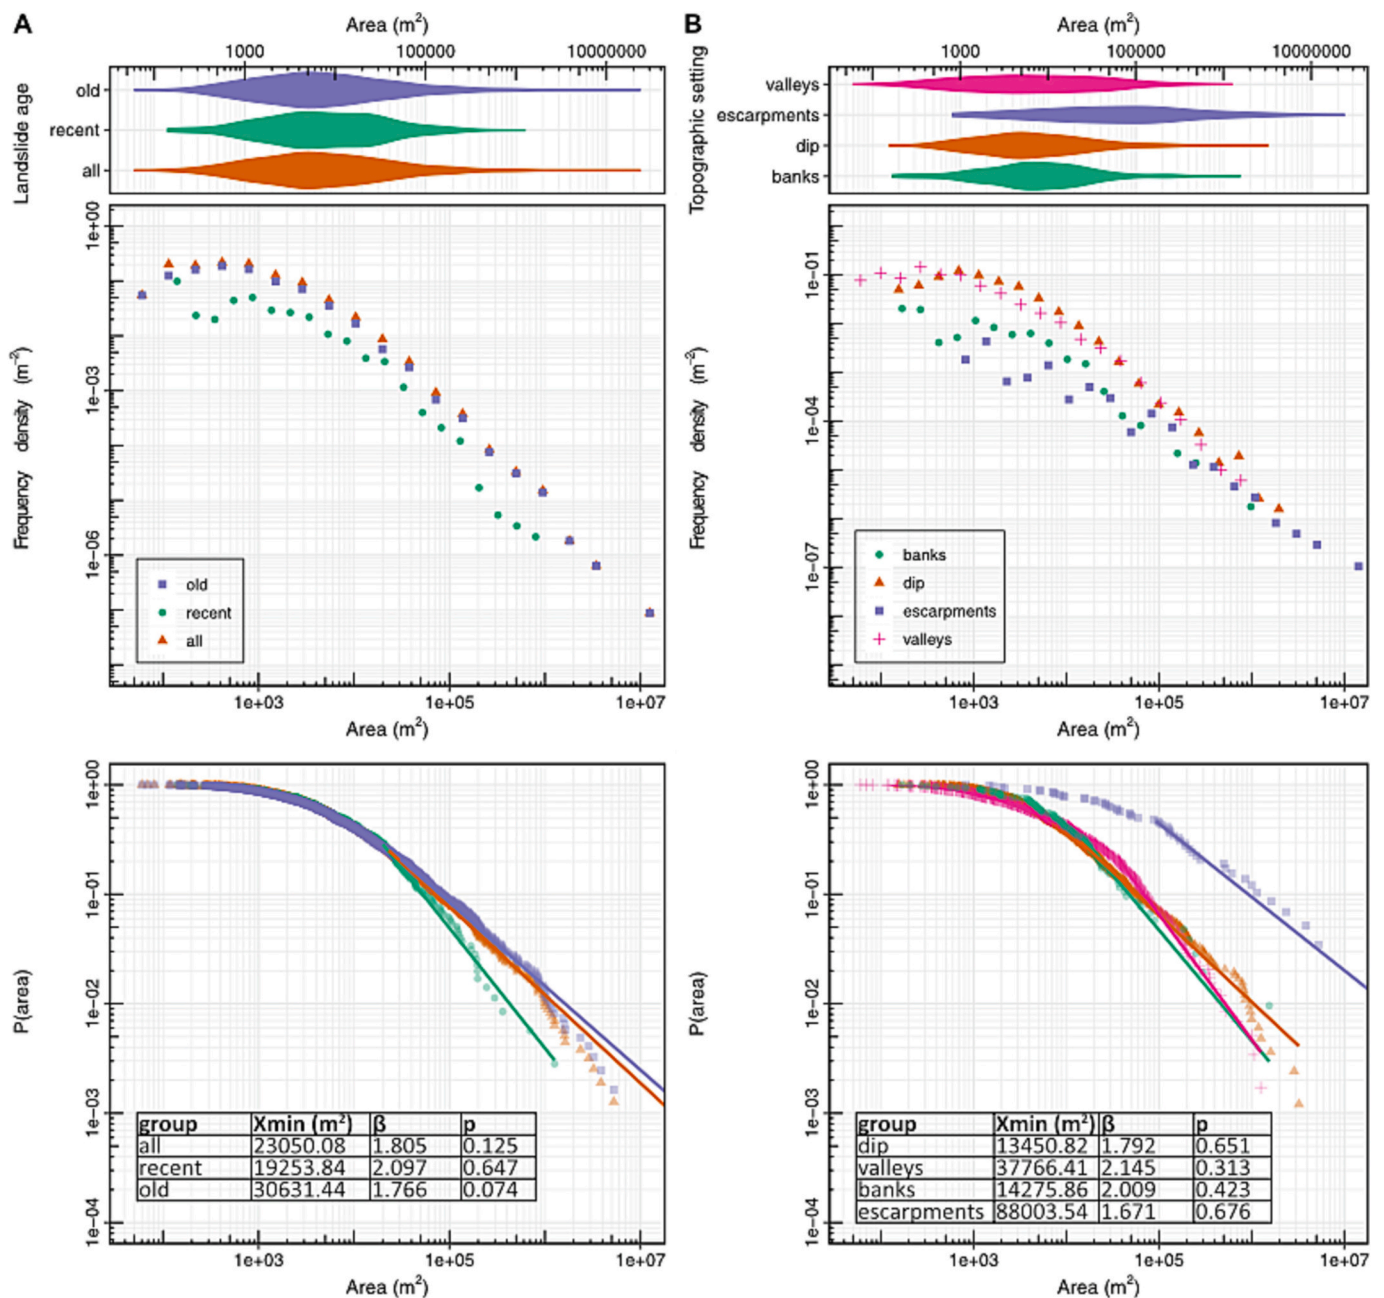 A
Area (m²)
1000 100000 10000000
Landslide age
old
recent
all
1e+00
1e-03
1e-06
Frequency density (m⁻²)
old
recent
all
1e+03 1e+05 1e+07
Area (m²)
1e+00
1e-01
1e-02
1e-03
1e-04
P(area)
group Xmin (m²) β p
all 23050.08 1.805 0.125
recent 19253.84 2.097 0.647
old 30631.44 1.766 0.074
1e+03 1e+05 1e+07
Area (m²)
B
Area (m²)
1000 100000 10000000
Topographic setting
valleys
escarpments
dip
banks
1e-01
1e-04
1e-07
Frequency density (m⁻²)
banks
dip
escarpments
valleys
1e+03 1e+05 1e+07
Area (m²)
1e+00
1e-01
1e-02
1e-03
1e-04
P(area)
group Xmin (m²) β p
dip 13450.82 1.792 0.651
valleys 37766.41 2.145 0.313
banks 14275.86 2.009 0.423
escarpments 88003.54 1.671 0.676
1e+03 1e+05 1e+07
Area (m²)